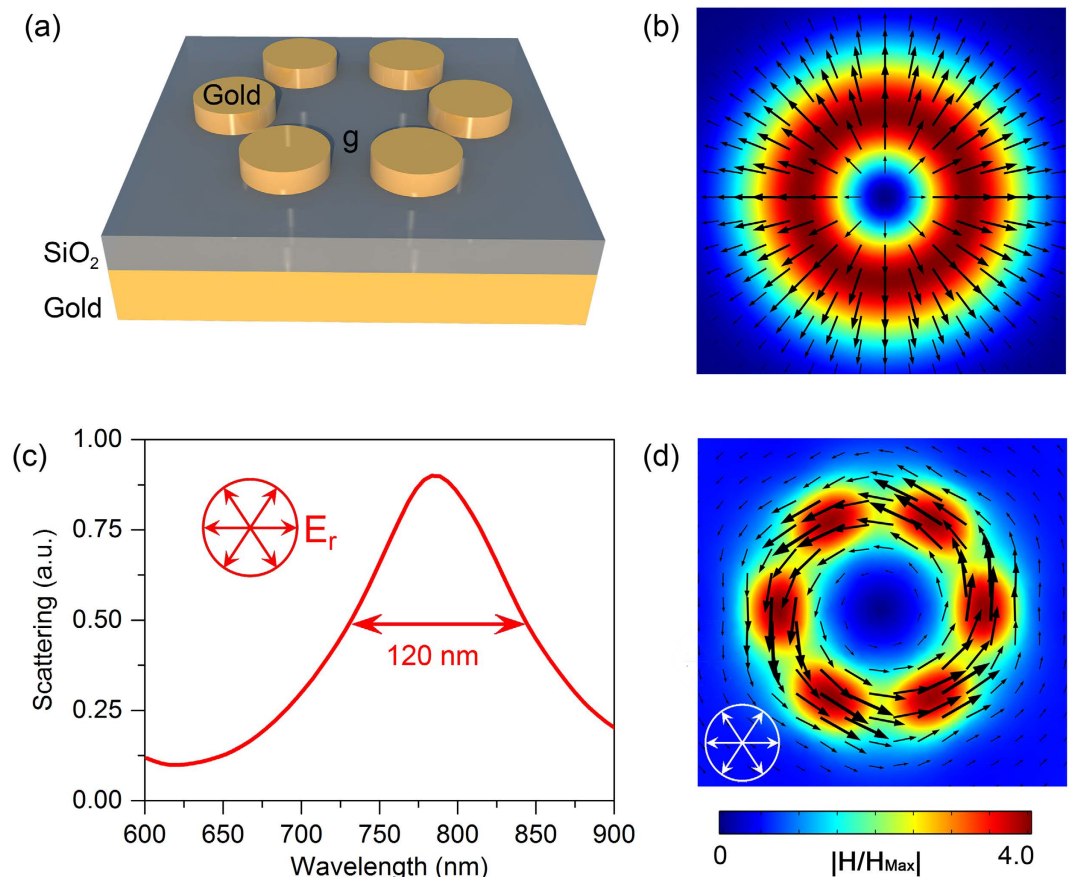 (a)
Gold
g
SiO₂
Gold
(b)
(c)
1.00
0.75
0.50
0.25
0.00
Scattering (a.u.)
Eᵣ
120 nm
600 650 700 750 800 850 900
Wavelength (nm)
(d)
0 |H/H_Max| 4.0